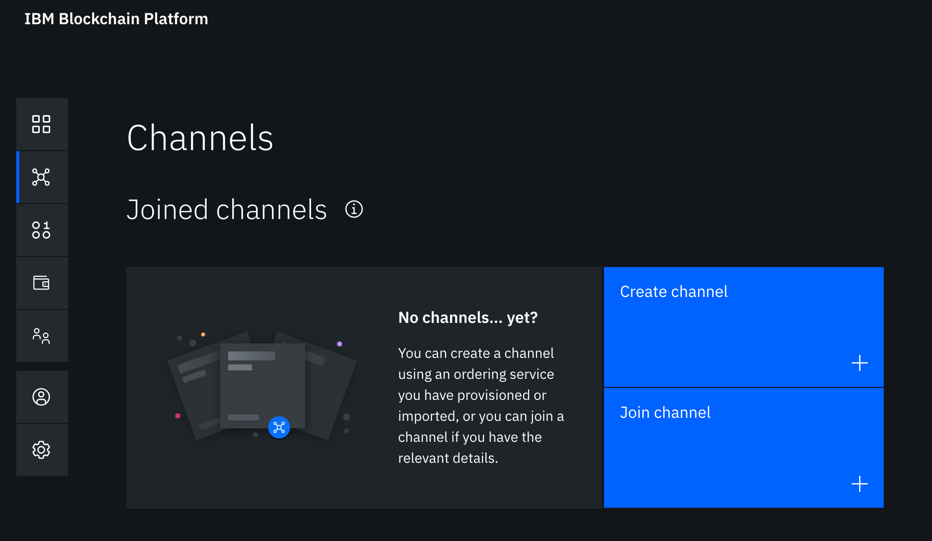 IBM Blockchain Platform
Channels
Joined channels
No channels... yet?
You can create a channel
using an ordering service
you have provisioned or
imported, or you can join a
channel if you have the
relevant details.
Create channel
Join channel